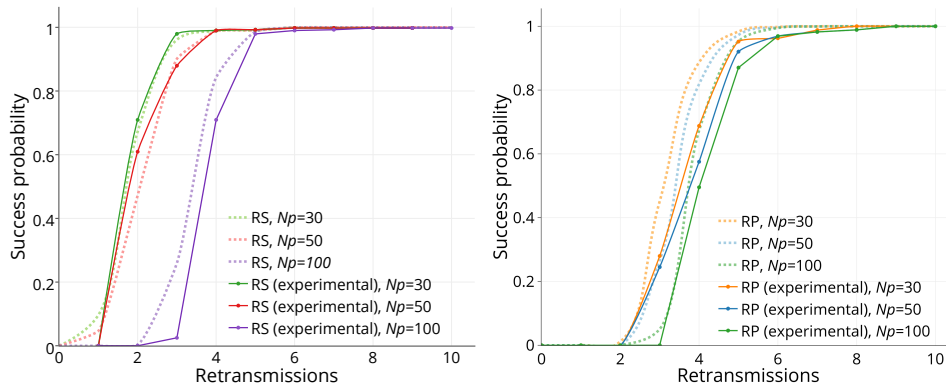 Success probability
1
0.8
0.6
0.4
0.2
0
0 2 4 6 8 10
Retransmissions
RS, Np=30
RS, Np=50
RS, Np=100
RS (experimental), Np=30
RS (experimental), Np=50
RS (experimental), Np=100
Success probability
1
0.8
0.6
0.4
0.2
0
0 2 4 6 8 10
Retransmissions
RP, Np=30
RP, Np=50
RP, Np=100
RP (experimental), Np=30
RP (experimental), Np=50
RP (experimental), Np=100